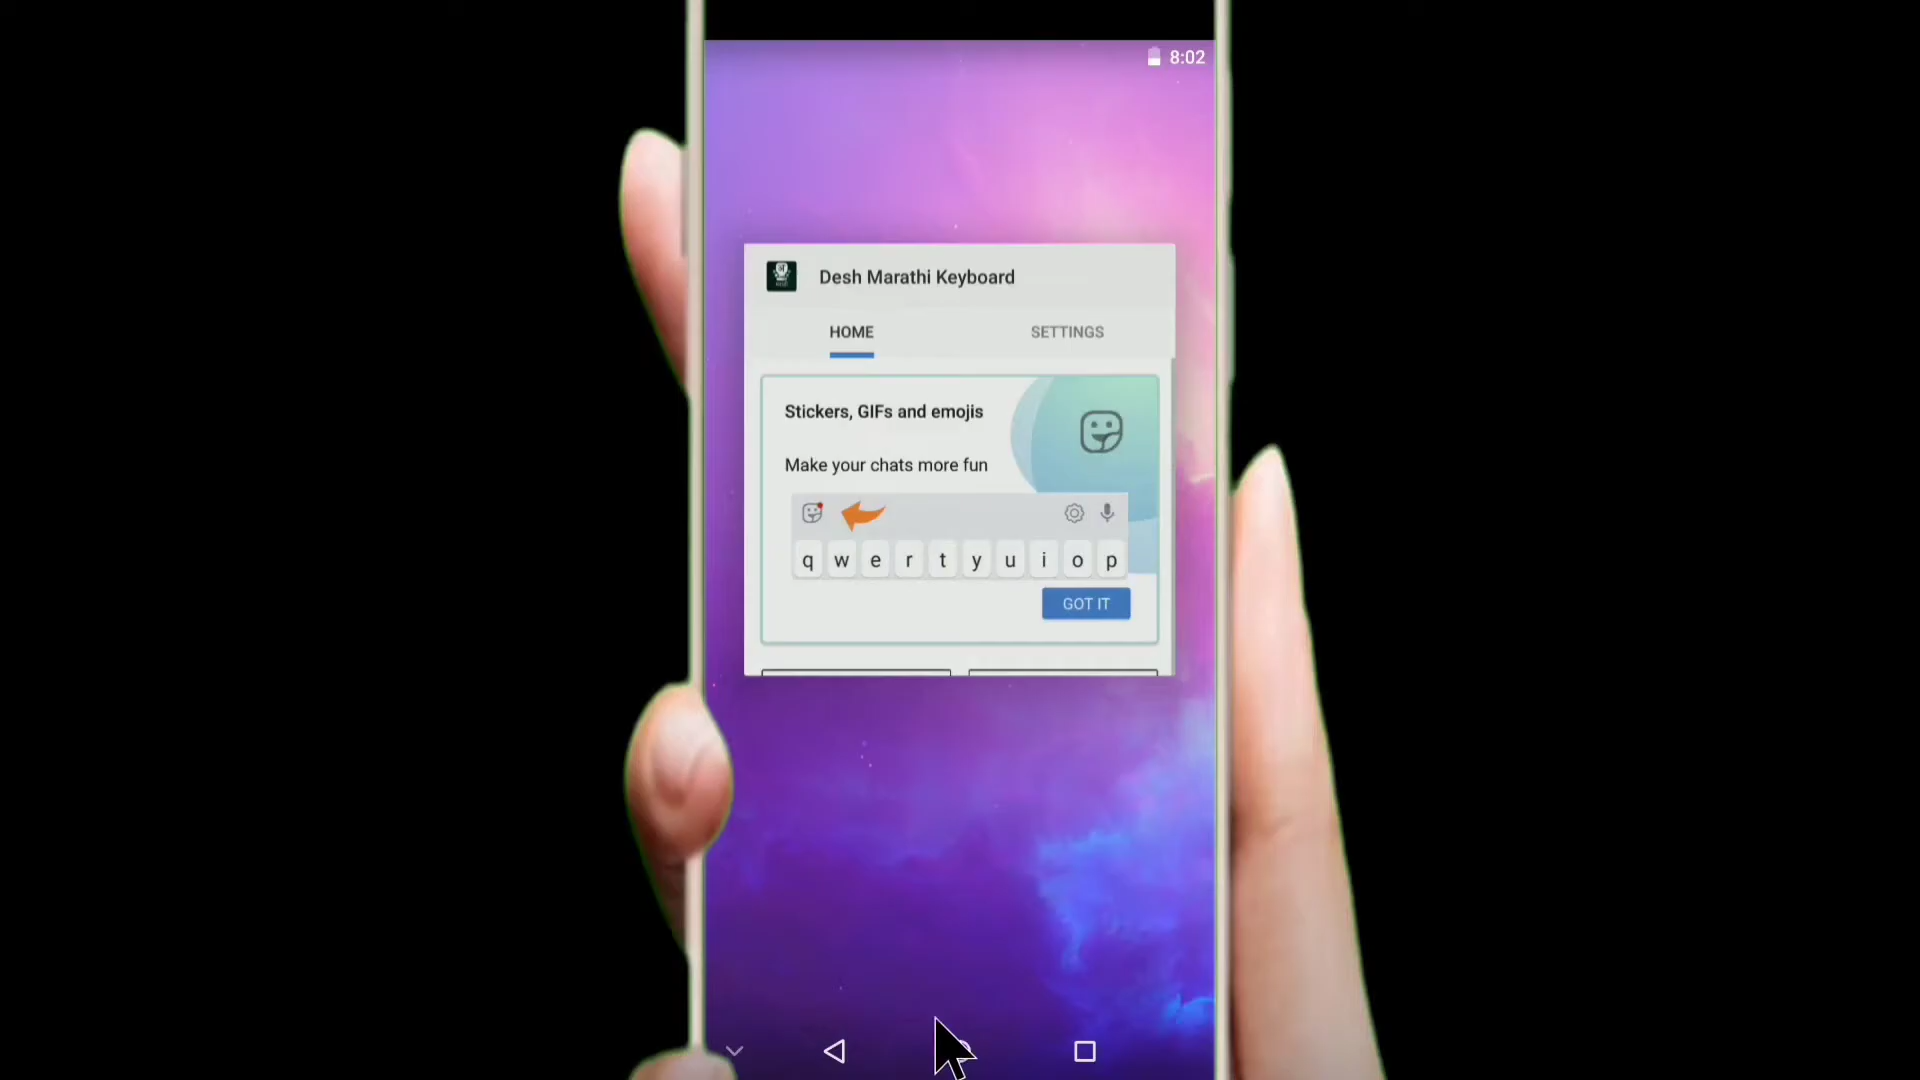 8:02
Desh Marathi Keyboard
HOME SETTINGS
Stickers, GIFs and emojis
Make your chats more fun
q w e r t y u i o p
GOT IT